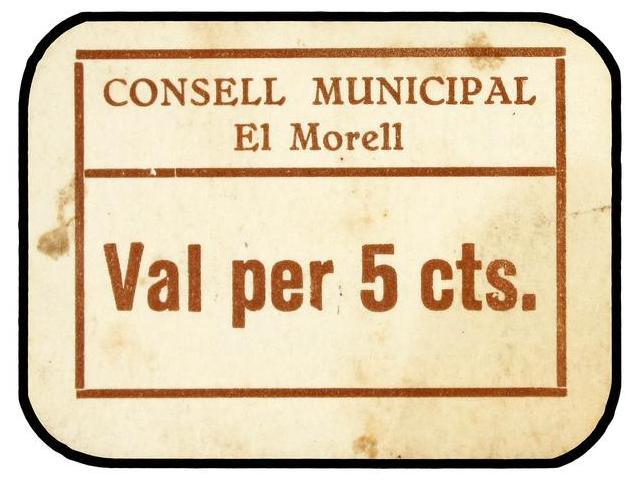 CONSELL MUNICIPAL
El Morell
Val per 5 cts.